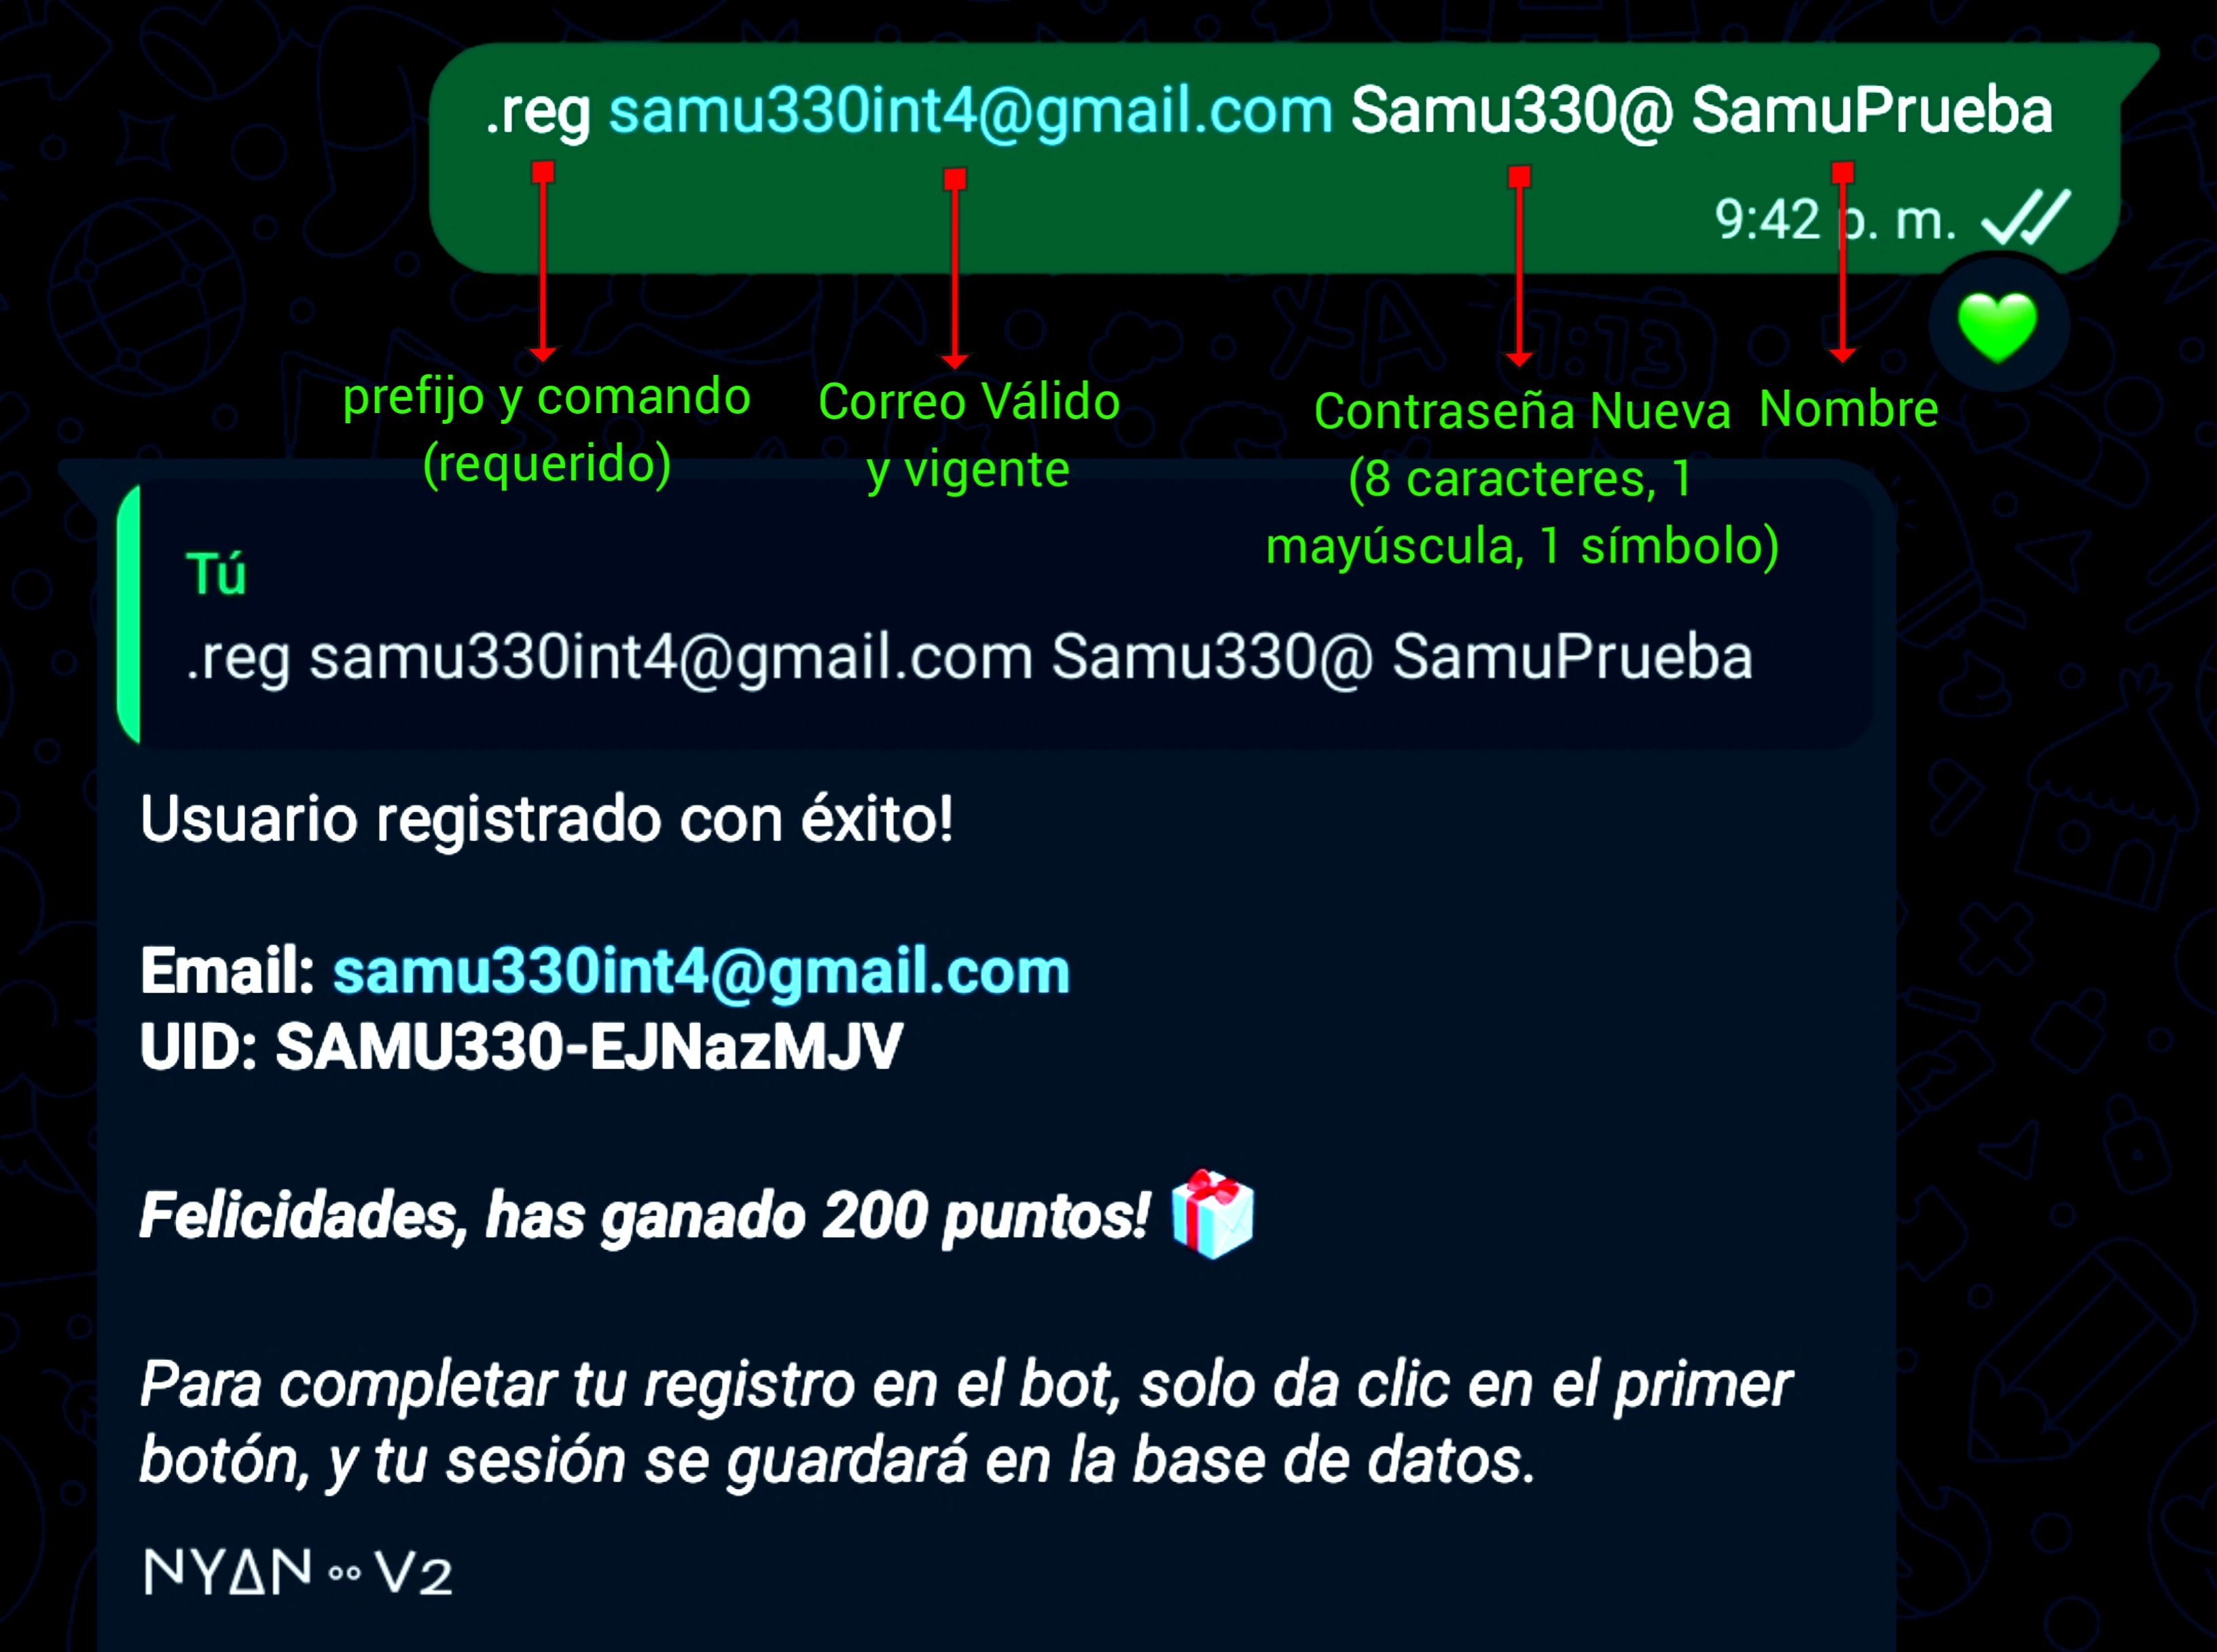 .reg samu330int4@gmail.com Samu330@ SamuPrueba
9:42 p. m.
prefijo y comando
(requerido)
Correo Válido
y vigente
Contraseña Nueva
(8 caracteres, 1
mayúscula, 1 símbolo)
Nombre
Tú
.reg samu330int4@gmail.com Samu330@ SamuPrueba
Usuario registrado con éxito!
Email: samu330int4@gmail.com
UID: SAMU330-EJNazMJV
Felicidades, has ganado 200 puntos! 🎁
Para completar tu registro en el bot, solo da clic en el primer
botón, y tu sesión se guardará en la base de datos.
NYΔN ∘∘ V2